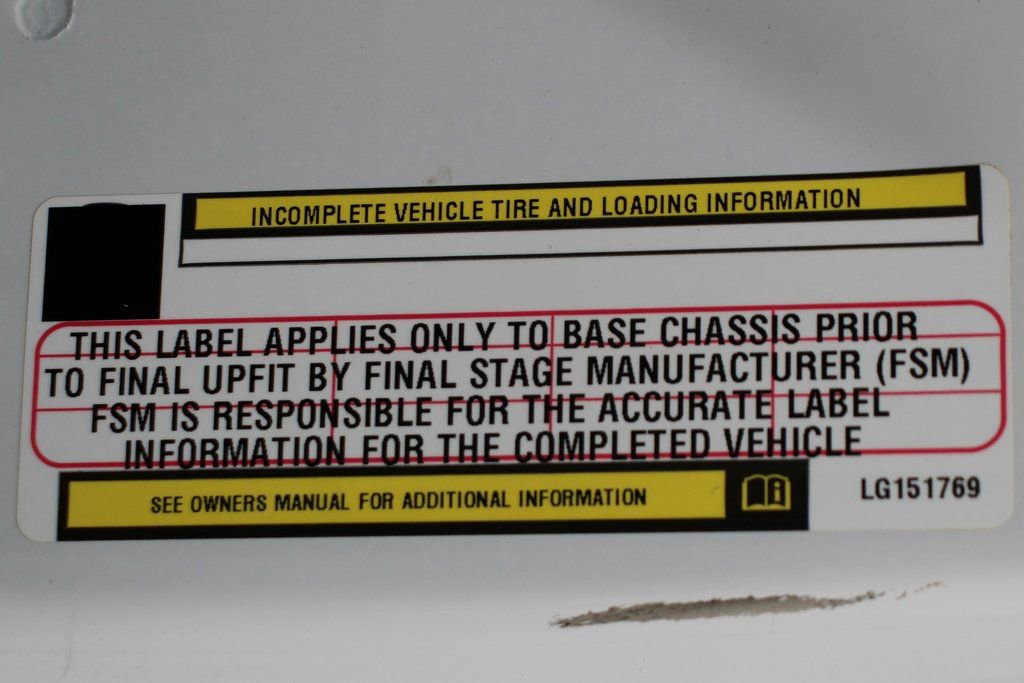 INCOMPLETE VEHICLE TIRE AND LOADING INFORMATION
THIS LABEL APPLIES ONLY TO BASE CHASSIS PRIOR
TO FINAL UPFIT BY FINAL STAGE MANUFACTURER (FSM)
FSM IS RESPONSIBLE FOR THE ACCURATE LABEL
INFORMATION FOR THE COMPLETED VEHICLE
SEE OWNERS MANUAL FOR ADDITIONAL INFORMATION
LG151769